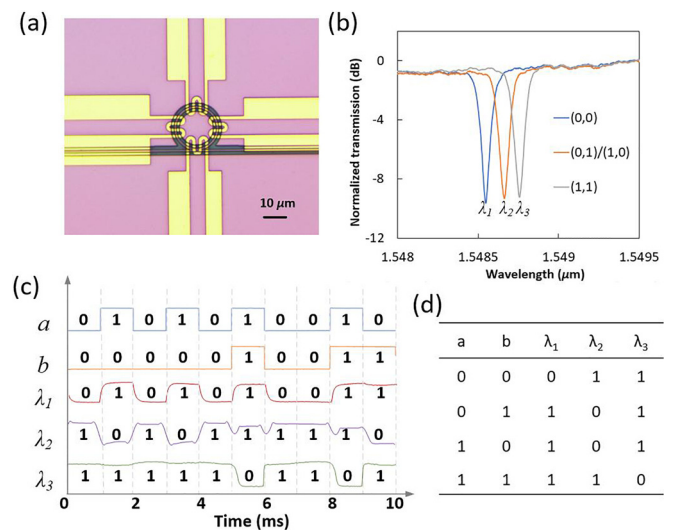 (a)
10 μm
(b)
Normalized transmission (dB)
0
-4
-8
-12
(0,0)
(0,1)/(1,0)
(1,1)
λ1 λ2 λ3
1.548 1.5485 1.549 1.5495
Wavelength (μm)
(c)
a 0 1 0 1 0 1 0 0 1 0
b 0 0 0 0 0 1 0 0 1 1
λ1 0 1 0 1 0 1 0 0 1 1
λ2 1 0 1 0 1 1 1 1 1 0
λ3 1 1 1 1 1 0 1 1 0 1
0 2 4 6 8 10
Time (ms)
(d)
a b λ1 λ2 λ3
0 0 0 1 1
0 1 1 0 1
1 0 1 0 1
1 1 1 1 0